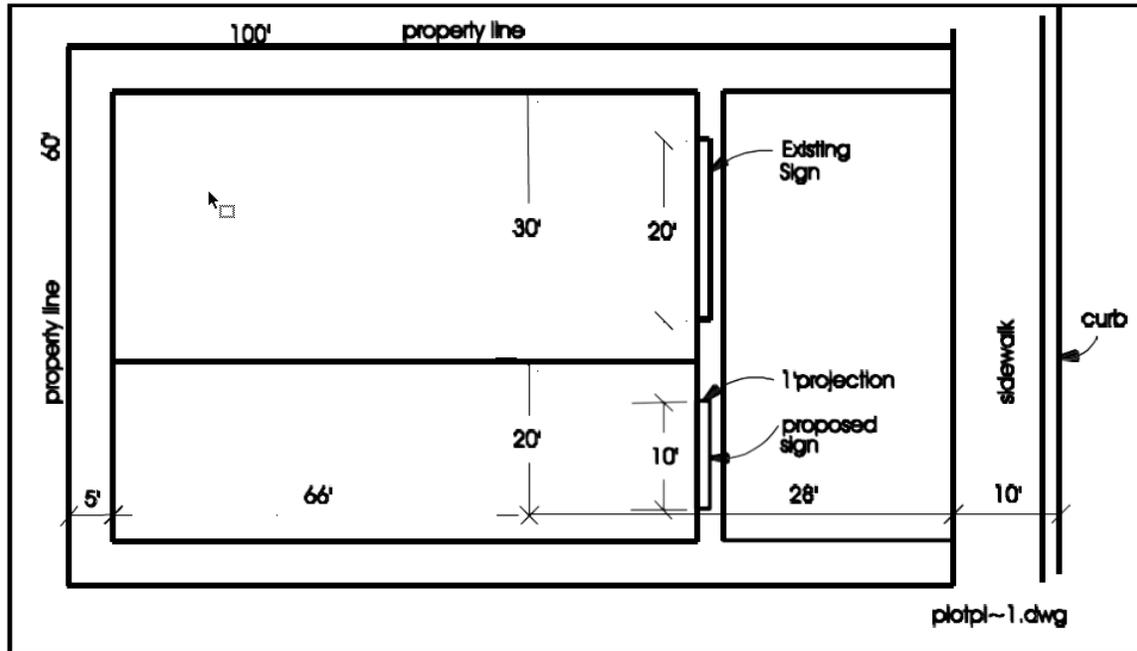 100'
property line
60'
property line
Existing
Sign
30'
20'
curb
sidewalk
1'projection
proposed
sign
20'
10'
5'
66'
28'
10'
plotpl~1.dwg